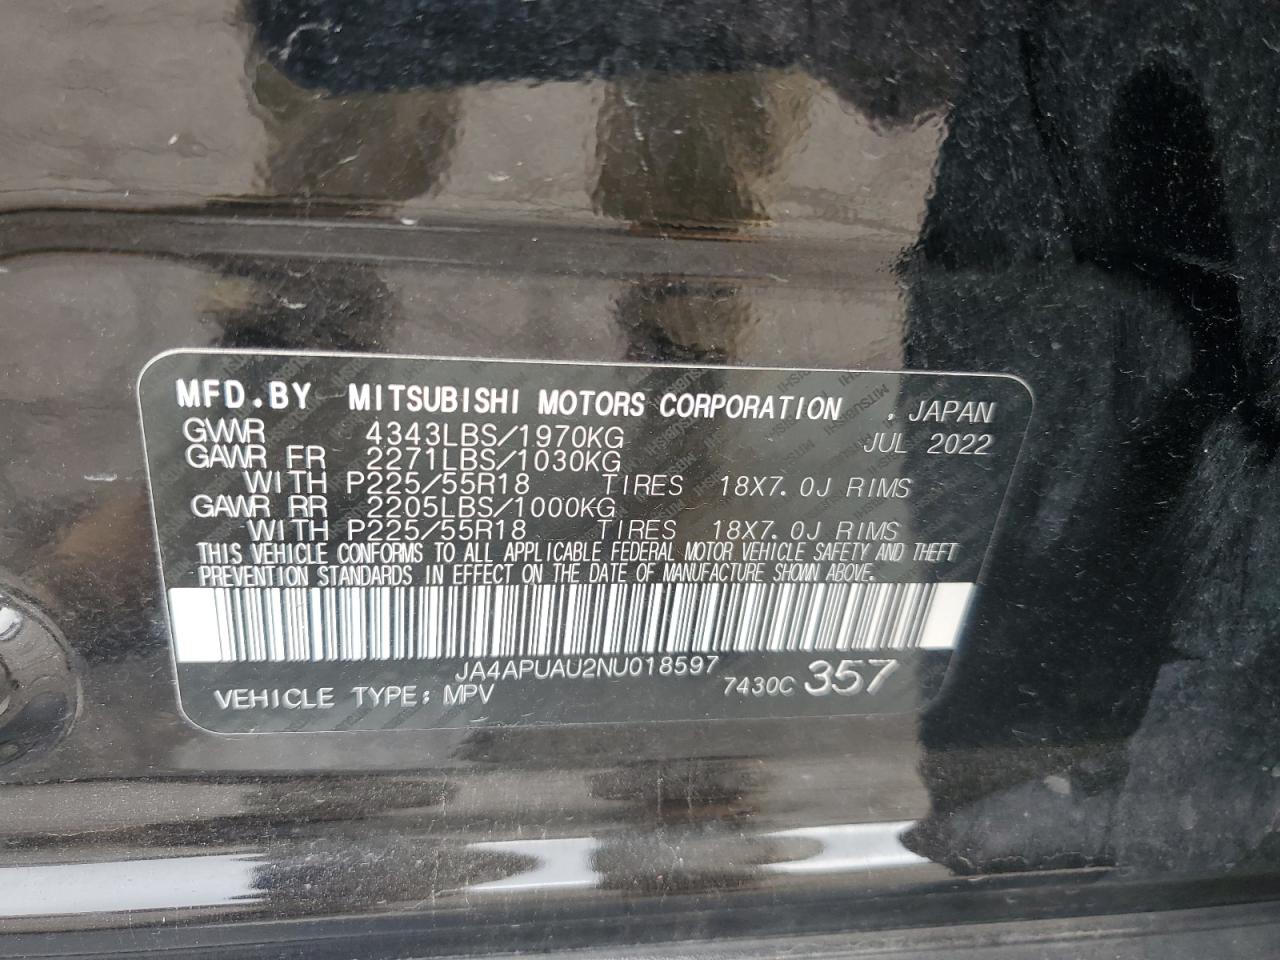 MFD.BY MITSUBISHI MOTORS CORPORATION , JAPAN
GVWR 4343LBS/1970KG JUL 2022
GAWR FR 2271LBS/1030KG
WITH P225/55R18 TIRES 18X7.0J RIMS
GAWR RR 2205LBS/1000KG
WITH P225/55R18 TIRES 18X7.0J RIMS
THIS VEHICLE CONFORMS TO ALL APPLICABLE FEDERAL MOTOR VEHICLE SAFETY AND THEFT
PREVENTION STANDARDS IN EFFECT ON THE DATE OF MANUFACTURE SHOWN ABOVE.
JA4APUAU2NU018597
VEHICLE TYPE: MPV 7430C 357